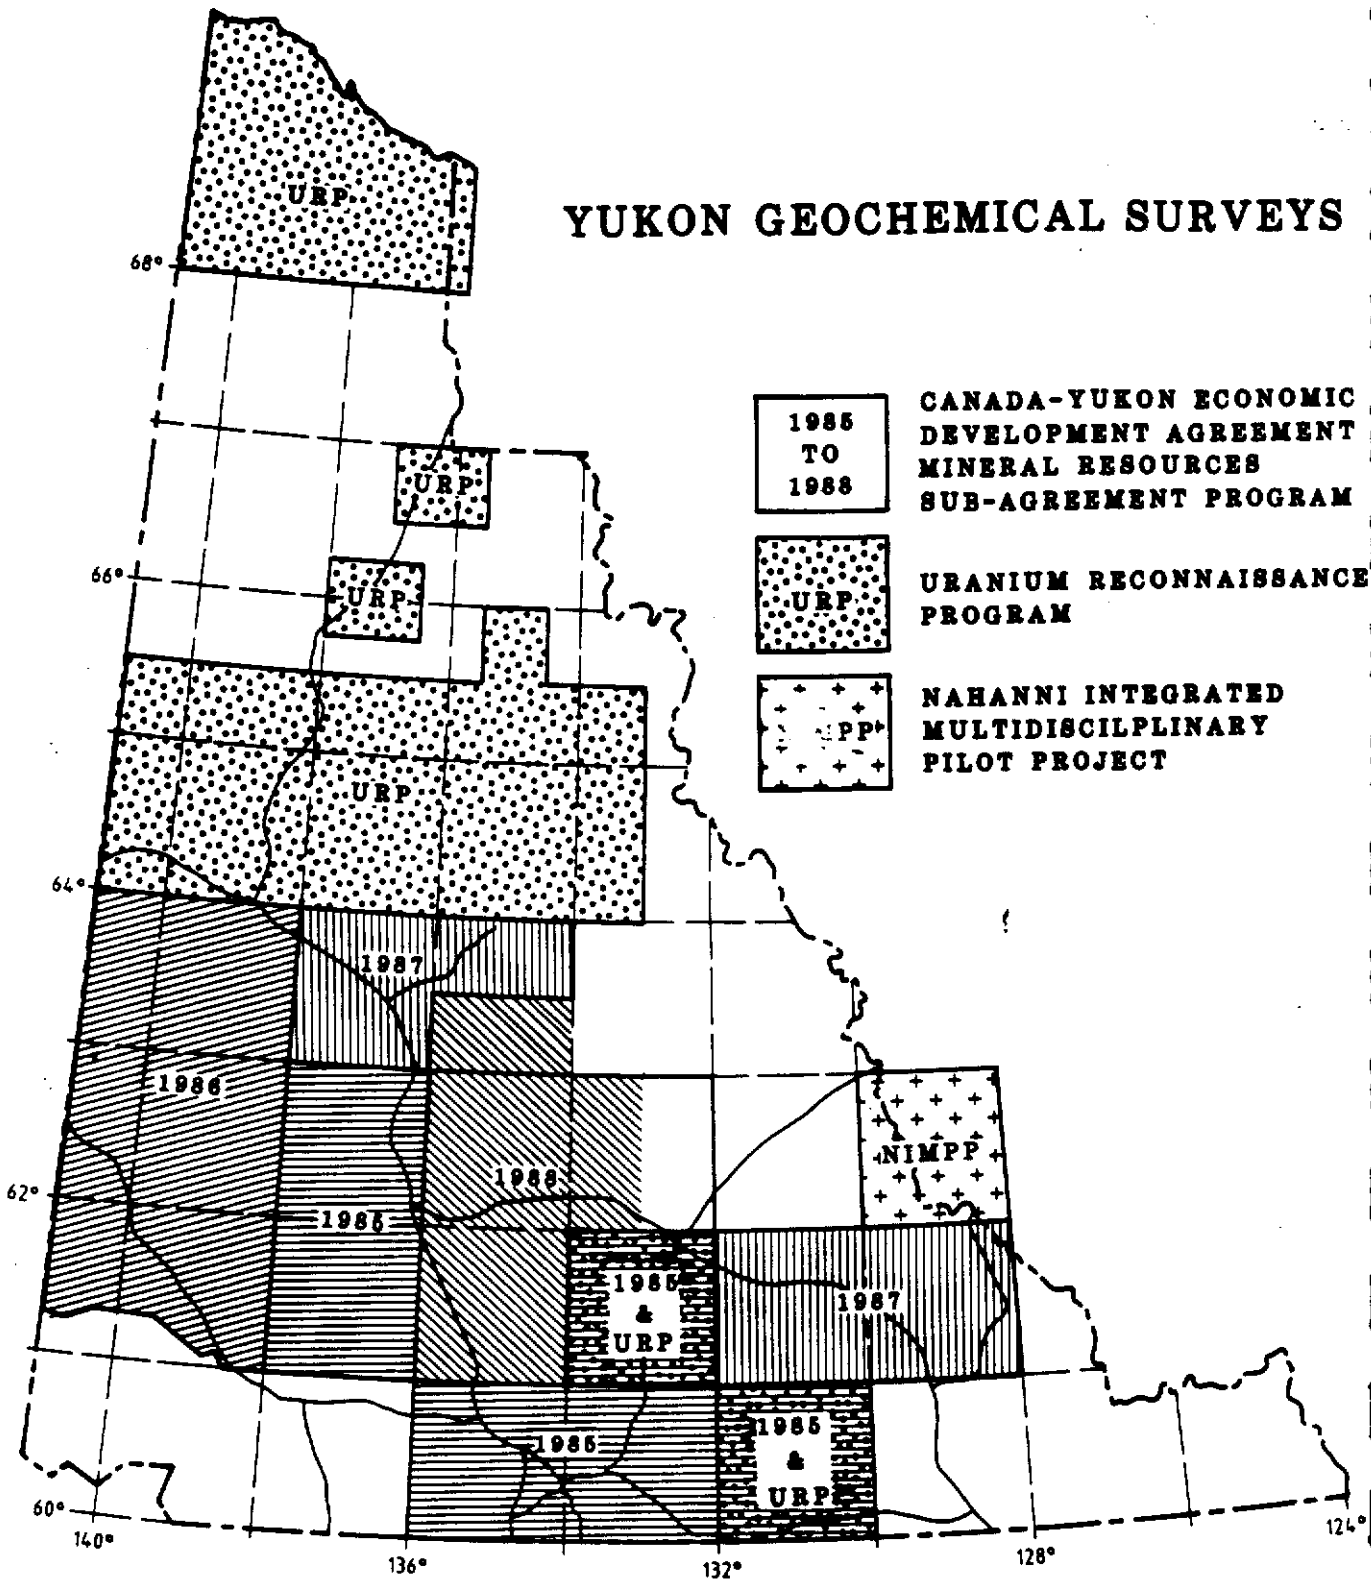 URP
YUKON GEOCHEMICAL SURVEYS
68°
1985
TO
1988
CANADA-YUKON ECONOMIC
DEVELOPMENT AGREEMENT
MINERAL RESOURCES
SUB-AGREEMENT PROGRAM
URP
66°
URP
URP
URANIUM RECONNAISSANCE
PROGRAM
PP
NAHANNI INTEGRATED
MULTIDISCILPLINARY
PILOT PROJECT
URP
64°
1987
1986
NIMPP
1988
62°
1985
1985
&
URP
1987
1985
1985
&
URP
60°
140°
136°
132°
128°
124°